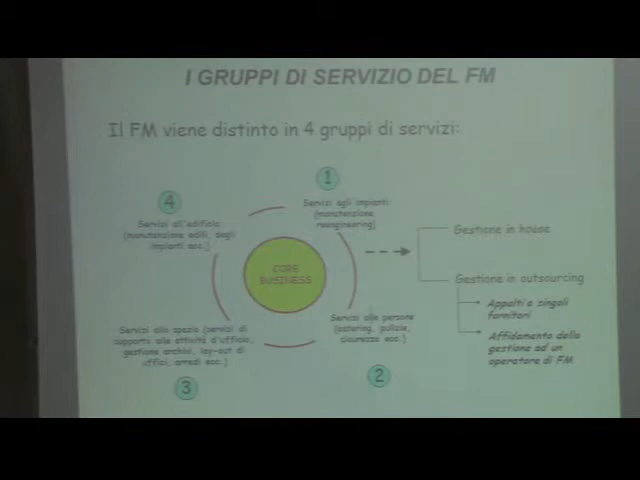 I GRUPPI DI SERVIZIO DEL FM
Il FM viene distinto in 4 gruppi di servizi:
1
Servizi agli impianti
(manutenzione,
reengineering)
4
Servizi all'edificio
(manutenzione edifici, degli
impianti ecc.)
CORE
BUSINESS
Gestione in house
Gestione in outsourcing
Appalti a singoli
fornitori
Affidamento della
gestione ad un
operatore di FM
Servizi alle persone
(catering, pulizie,
sicurezza ecc.)
2
Servizi allo spazio (servizi di
supporto alle attività d'ufficio,
gestione archivi, lay-out di
uffici, arredi ecc.)
3